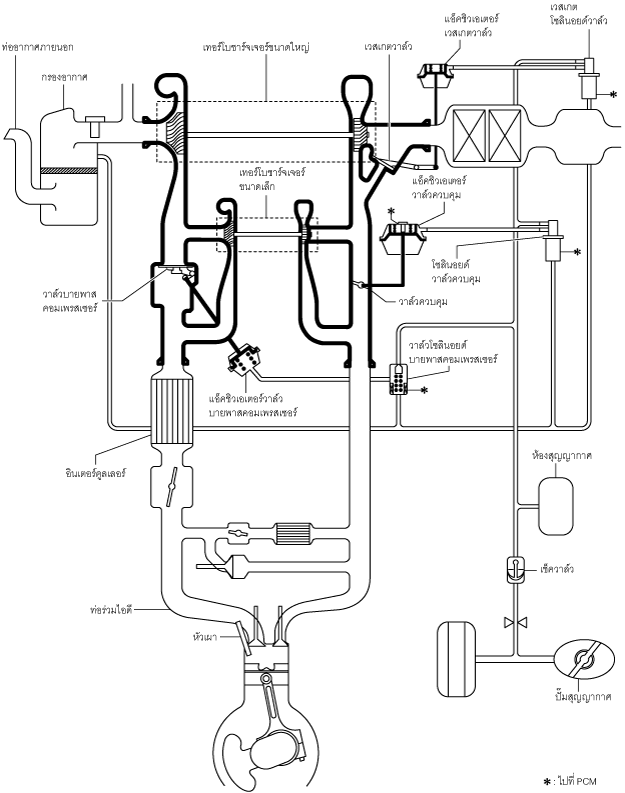 เวสเกต
โซลินอยด์วาล์ว
แอ็คชิวเอเตอร์
เวสเกตวาล์ว
ท่ออากาศภายนอก
เทอร์โบชาร์จเจอร์ขนาดใหญ่
เวสเกตวาล์ว
กรองอากาศ
*
เทอร์โบชาร์จเจอร์
ขนาดเล็ก
แอ็คชิวเอเตอร์
วาล์วควบคุม
*
*
โซลินอยด์
วาล์วควบคุม
วาล์วบายพาส
คอมเพรสเซอร์
วาล์วควบคุม
วาล์วโซลินอยด์
บายพาสคอมเพรสเซอร์
*
แอ็คชิวเอเตอร์วาล์ว
บายพาสคอมเพรสเซอร์
อินเตอร์คูลเลอร์
ห้องสุญญากาศ
เช็ควาล์ว
ท่อร่วมไอดี
หัวเผา
ปั๊มสุญญากาศ
* : ไปที่ PCM